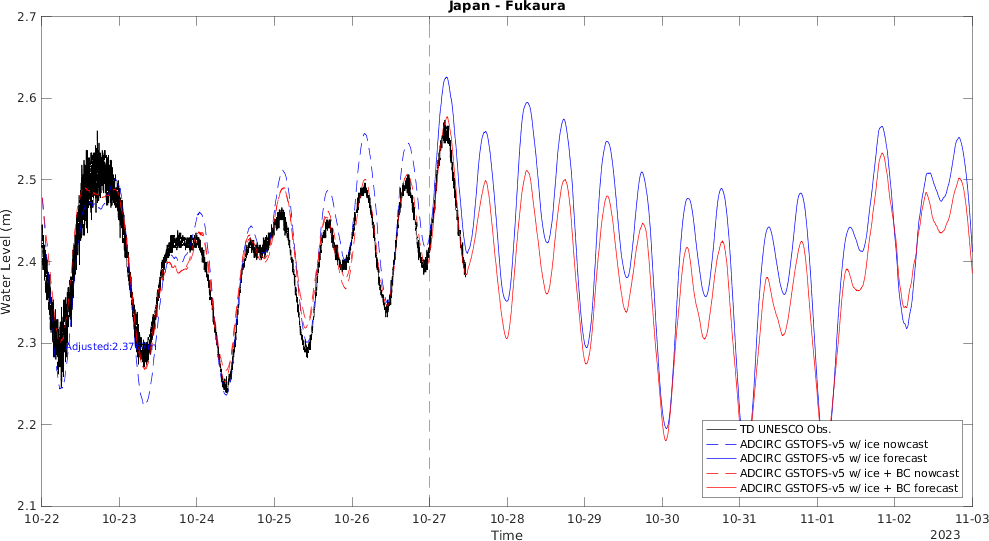 Japan - Fukaura
Water Level (m)
2.7
2.6
2.5
2.4
2.3
2.2
2.1
TD UNESCO Obs.
ADCIRC GSTOFS-v5 w/ ice nowcast
ADCIRC GSTOFS-v5 w/ ice forecast
ADCIRC GSTOFS-v5 w/ ice + BC nowcast
ADCIRC GSTOFS-v5 w/ ice + BC forecast
10-22 10-23 10-24 10-25 10-26 10-27 10-28 10-29 10-30 10-31 11-01 11-02 11-03
Time
2023